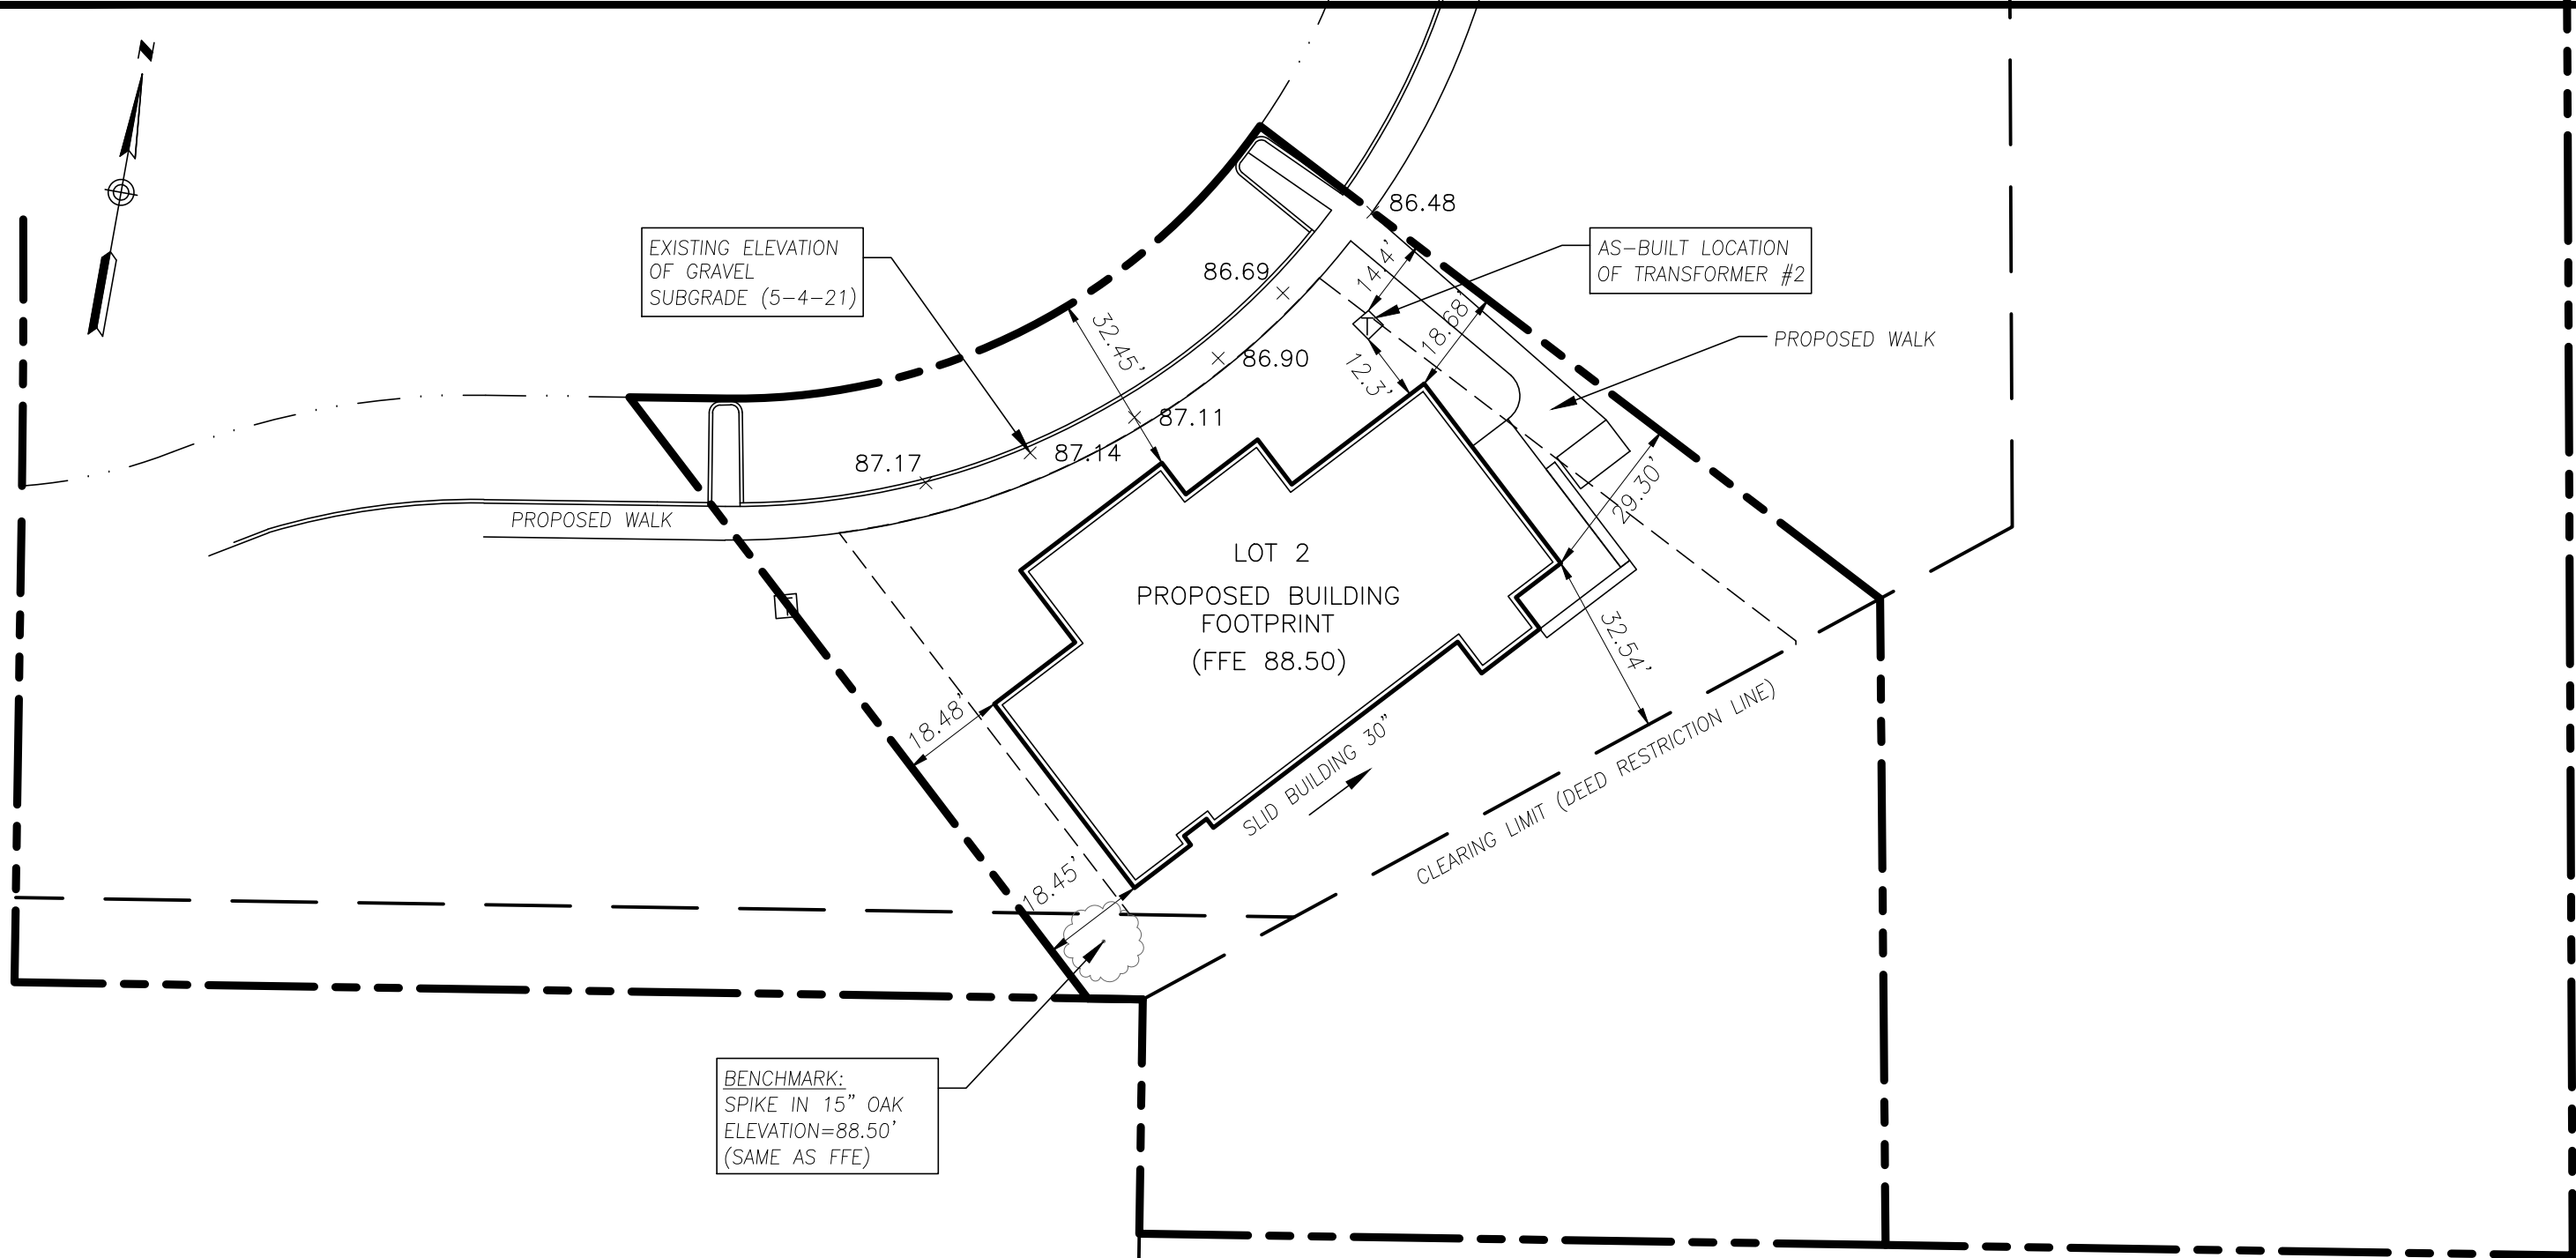 N
86.48
EXISTING ELEVATION
OF GRAVEL
SUBGRADE (5-4-21)
AS-BUILT LOCATION
OF TRANSFORMER #2
86.69
14.4'
T
18.68'
32.45'
86.90
12.3'
PROPOSED WALK
87.11
87.17
87.14
29.30'
PROPOSED WALK
LOT 2
PROPOSED BUILDING
FOOTPRINT
(FFE 88.50)
T
32.54'
18.48'
SLID BUILDING 30"
CLEARING LIMIT (DEED RESTRICTION LINE)
18.45'
BENCHMARK:
SPIKE IN 15" OAK
ELEVATION=88.50'
(SAME AS FFE)